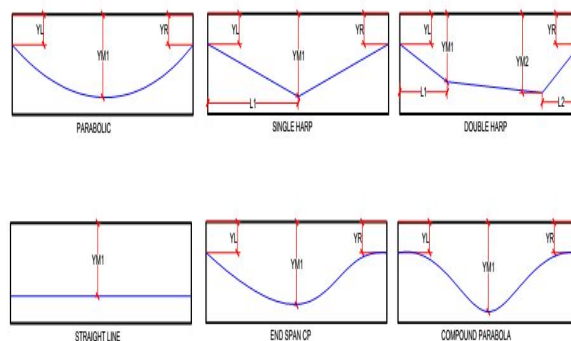 YL
YM1
YR
PARABOLIC
YL
YM1
YR
L1
SINGLE HARP
YL
YM1
YM2
YR
L1
L2
DOUBLE HARP
YM1
STRAIGHT LINE
YL
YM1
YR
END SPAN CP
YL
YM1
YR
COMPOUND PARABOLA